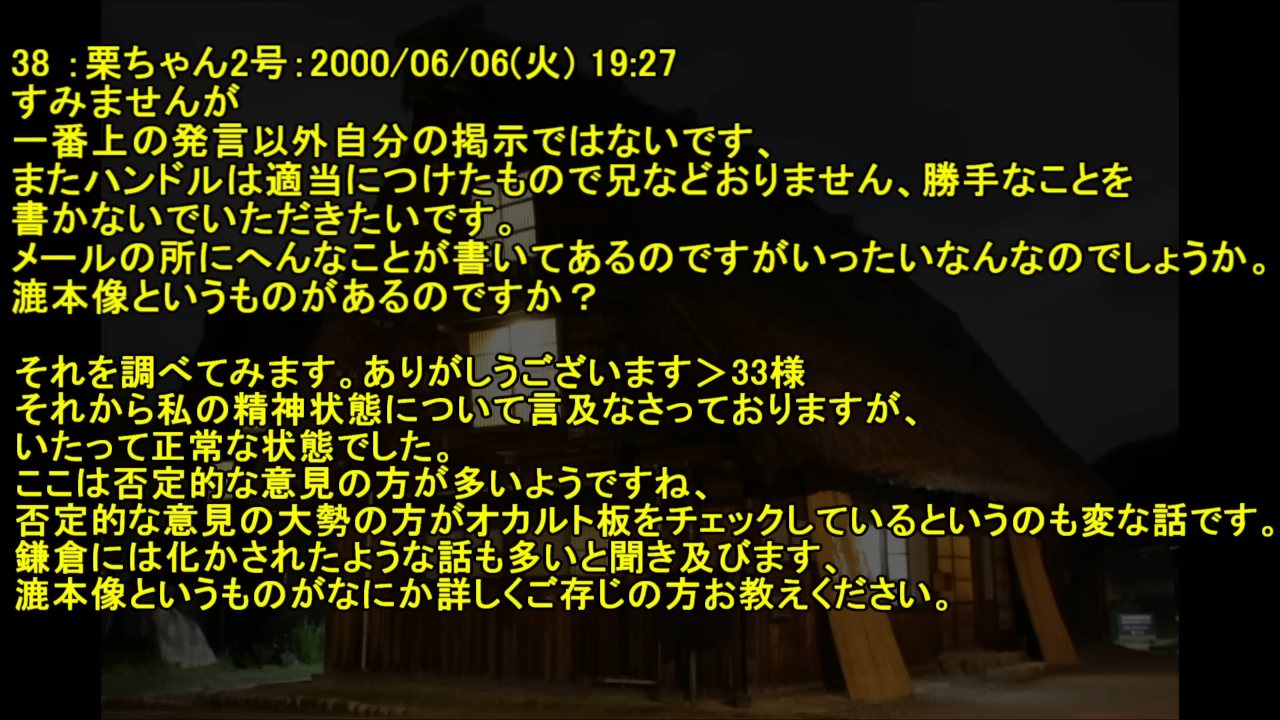 38 ：栗ちゃん2号：2000/06/06(火) 19:27
すみませんが
一番上の発言以外自分の掲示ではないです、
またハンドルは適当につけたもので兄などおりません、勝手なことを
書かないでいただきたいです。
メールの所にへんなことが書いてあるのですがいったいなんなのでしょうか。
漉本像というものがあるのですか？
それを調べてみます。ありがしうございます＞33様
それから私の精神状態について言及なさっておりますが、
いたって正常な状態でした。
ここは否定的な意見の方が多いようですね、
否定的な意見の大勢の方がオカルト板をチェックしているというのも変な話です。
鎌倉には化かされたような話も多いと聞き及びます、
漉本像というものがなにか詳しくご存じの方お教えください。